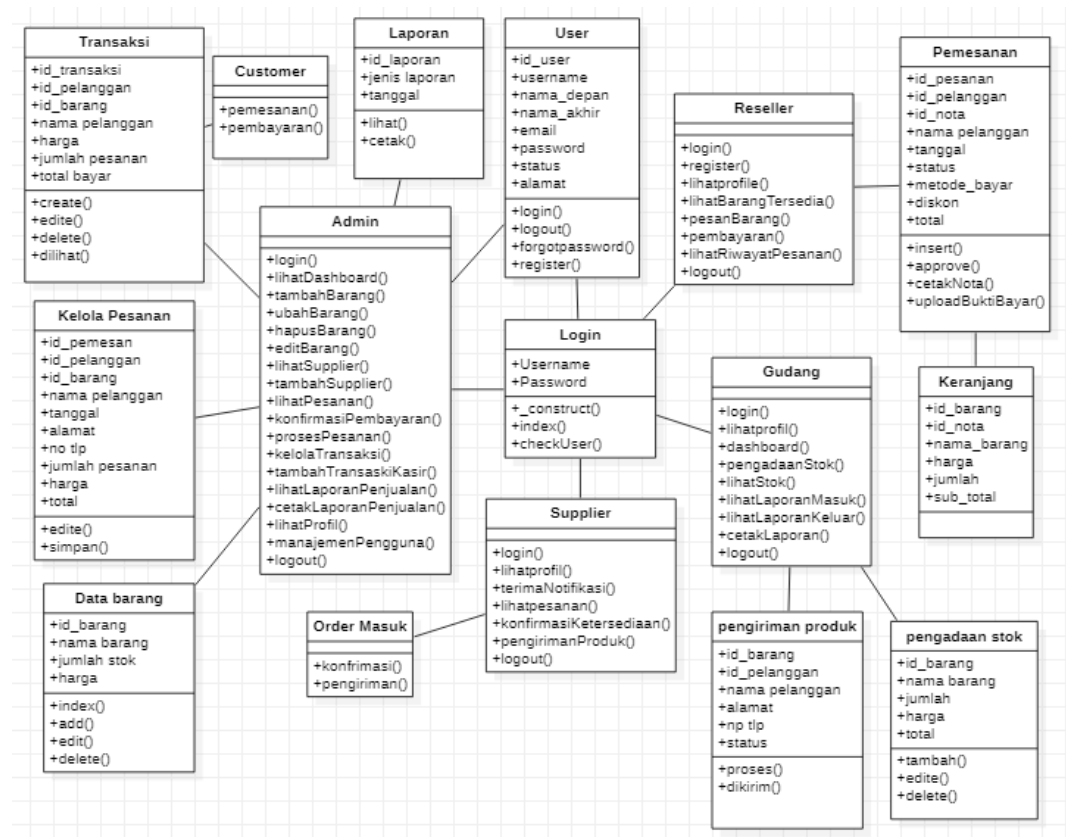 Transaksi
+id_transaksi
+id_pelanggan
+id_barang
+nama pelanggan
+harga
+jumlah pesanan
+total bayar
+create()
+edite()
+delete()
+dilihat()
Customer
+pemesanan()
+pembayaran()
Laporan
+id_laporan
+jenis laporan
+tanggal
+lihat()
+cetak()
User
+id_user
+username
+nama_depan
+nama_akhir
+email
+password
+status
+alamat
+login()
+logout()
+forgotpassword()
+register()
Reseller
+login()
+register()
+lihatprofile()
+lihatBarangTersedia()
+pesanBarang()
+pembayaran()
+lihatRiwayatPesanan()
+logout()
Pemesanan
+id_pesanan
+id_pelanggan
+id_nota
+nama pelanggan
+tanggal
+status
+metode_bayar
+diskon
+total
+insert()
+approve()
+cetakNota()
+uploadBuktiBayar()
Admin
+login()
+lihatDashboard()
+tambahBarang()
+ubahBarang()
+hapusBarang()
+editBarang()
+lihatSupplier()
+tambahSupplier()
+lihatPesanan()
+konfirmasiPembayaran()
+prosesPesanan()
+kelolaTransaksi()
+tambahTransaskiKasir()
+lihatLaporanPenjualan()
+cetakLaporanPenjualan()
+lihatProfil()
+manajemenPengguna()
+logout()
Kelola Pesanan
+id_pemesan
+id_pelanggan
+id_barang
+nama pelanggan
+tanggal
+alamat
+no tlp
+jumlah pesanan
+harga
+total
+edite()
+simpan()
Login
+Username
+Password
+_construct()
+index()
+checkUser()
Gudang
+login()
+lihatprofil()
+dashboard()
+pengadaanStok()
+lihatStok()
+lihatLaporanMasuk()
+lihatLaporanKeluar()
+cetakLaporan()
+logout()
Keranjang
+id_barang
+id_nota
+nama_barang
+harga
+jumlah
+sub_total
Supplier
+login()
+lihatprofil()
+terimaNotifikasi()
+lihatpesanan()
+konfirmasiKetersediaan()
+pengirimanProduk()
+logout()
Data barang
+id_barang
+nama barang
+jumlah stok
+harga
+index()
+add()
+edit()
+delete()
Order Masuk
+konfrimasi()
+pengiriman()
pengiriman produk
+id_barang
+id_pelanggan
+nama pelanggan
+alamat
+np tlp
+status
+proses()
+dikirim()
pengadaan stok
+id_barang
+nama barang
+jumlah
+harga
+total
+tambah()
+edite()
+delete()